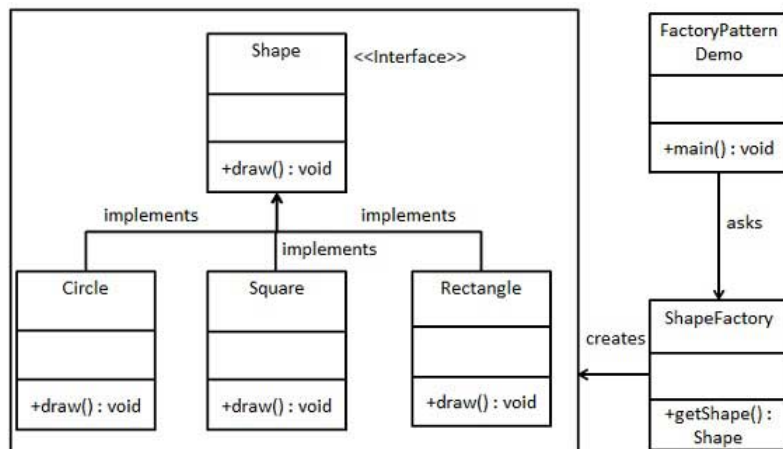 Shape
<<Interface>>
+draw() : void
implements
implements
implements
Circle
+draw() : void
Square
+draw() : void
Rectangle
+draw() : void
FactoryPattern
Demo
+main() : void
asks
creates
ShapeFactory
+getShape() :
Shape